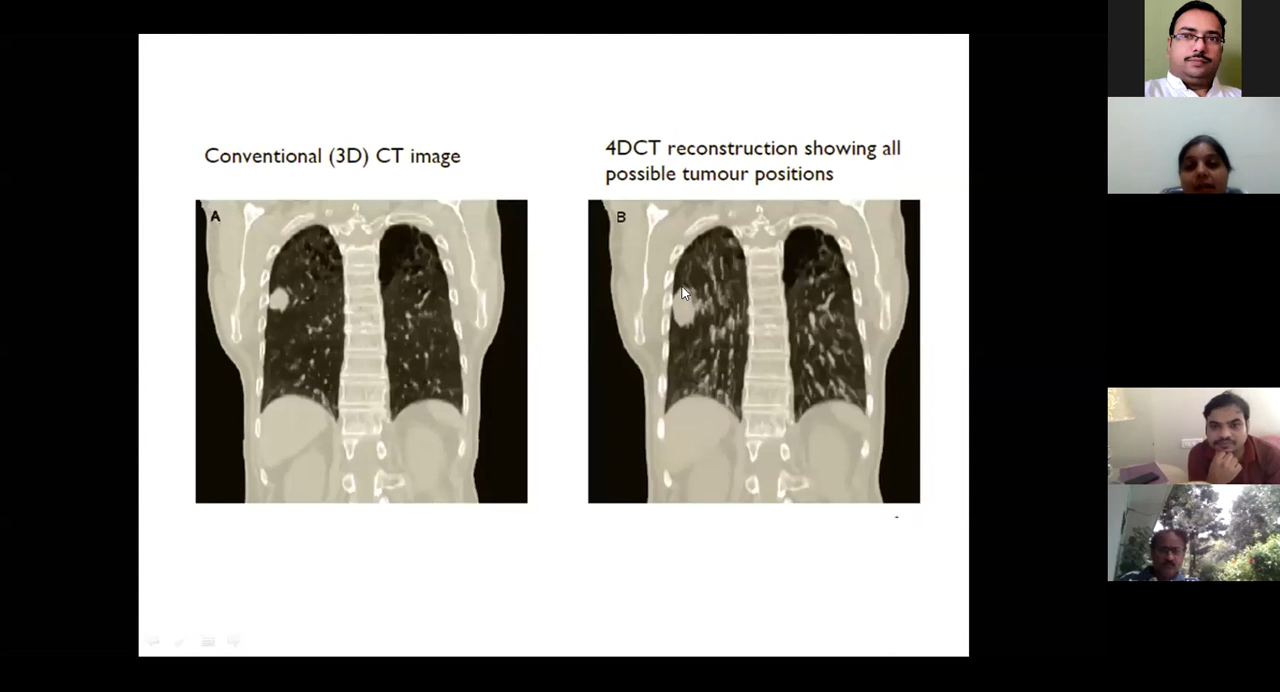 Conventional (3D) CT image
4DCT reconstruction showing all
possible tumour positions
A
B